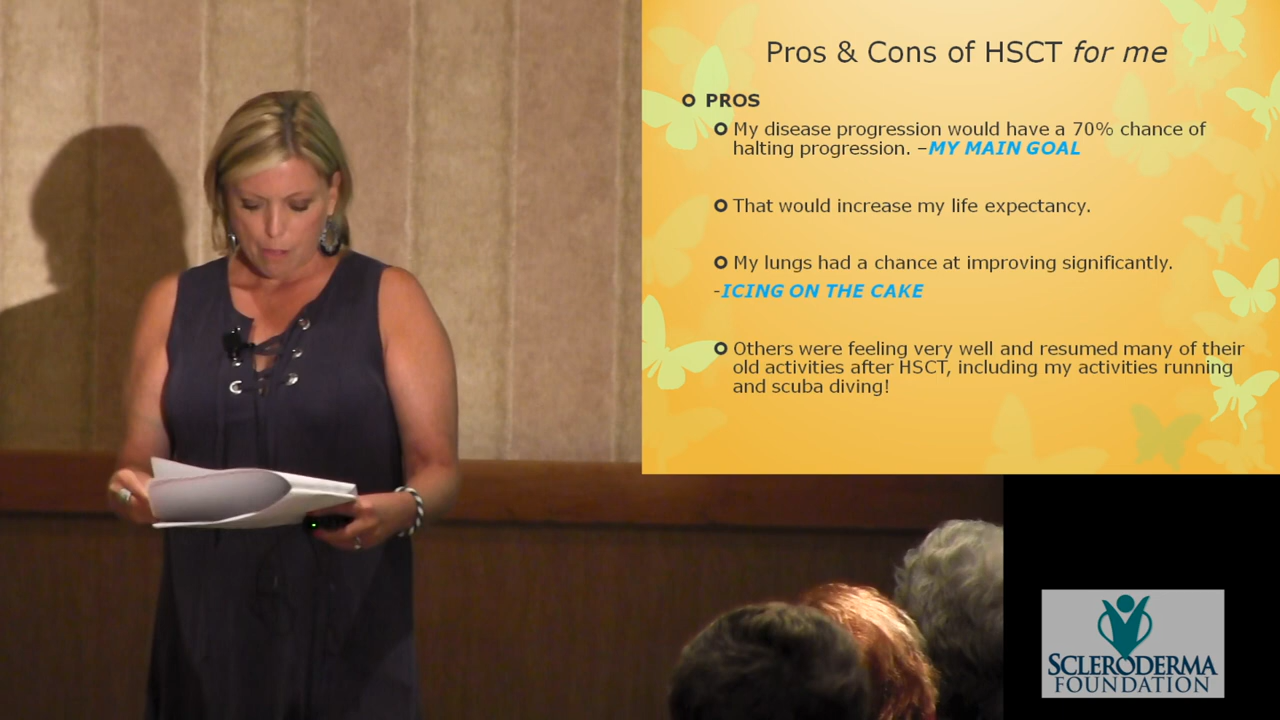 Pros & Cons of HSCT for me
PROS
My disease progression would have a 70% chance of
halting progression. –MY MAIN GOAL
That would increase my life expectancy.
My lungs had a chance at improving significantly.
-ICING ON THE CAKE
Others were feeling very well and resumed many of their
old activities after HSCT, including my activities running
and scuba diving!
SCLERODERMA
FOUNDATION